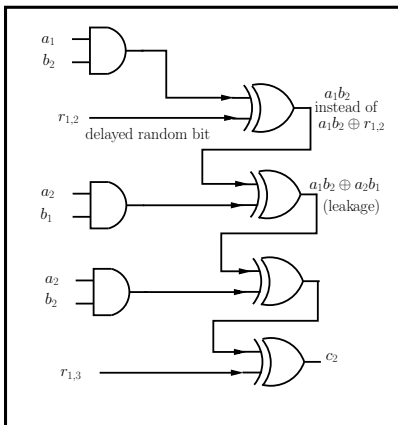 a₁
b₂
r₁,₂
delayed random bit
a₁b₂
instead of
a₁b₂ ⊕ r₁,₂
a₂
b₁
a₁b₂ ⊕ a₂b₁
(leakage)
a₂
b₂
r₁,₃
c₂